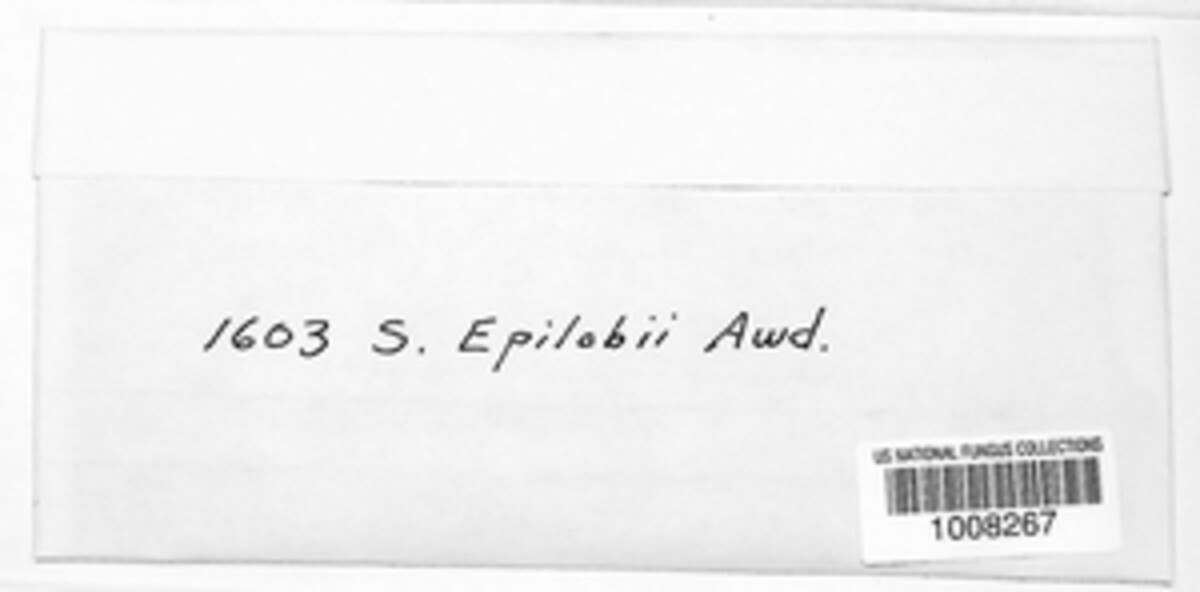 1603 S. Epilobii Awd.
US NATIONAL FUNGUS COLLECTIONS
1008267